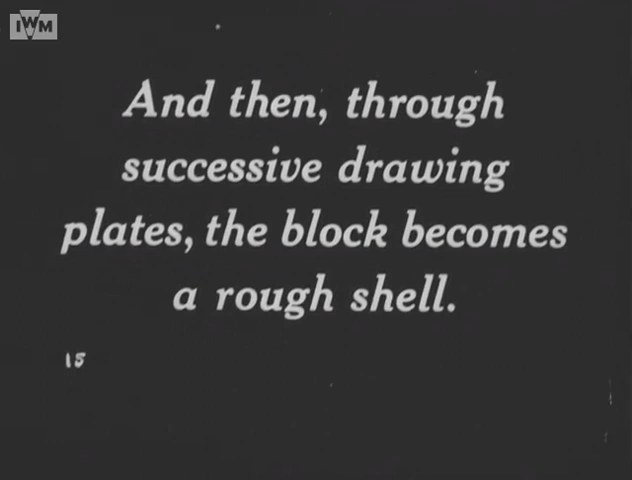 IWM
And then, through
successive drawing
plates, the block becomes
a rough shell.
15